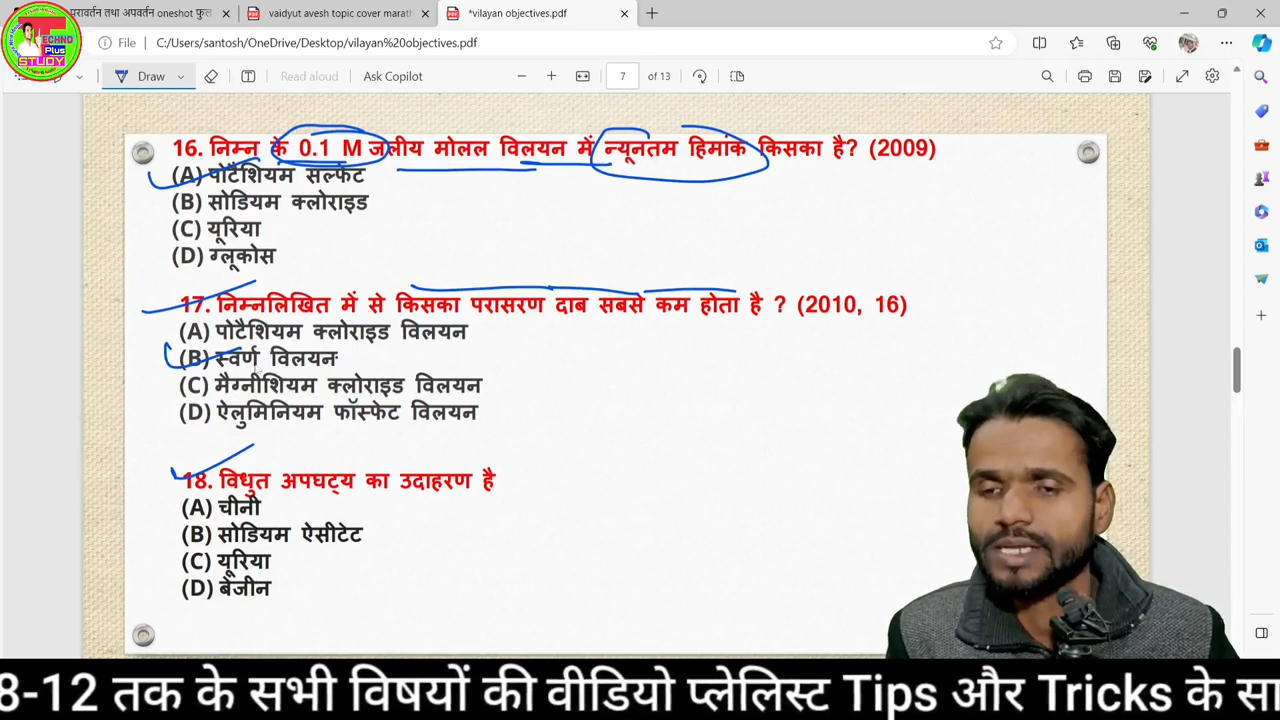 परावर्तन तथा अपवर्तन oneshot फुल
vaidyut avesh topic cover marat
*vilayan objectives.pdf
TECHNO
Plus
STUDY
File
C:/Users/santosh/OneDrive/Desktop/vilayan%20objectives.pdf
Draw
Read aloud
Ask Copilot
7 of 13
16. निम्न के 0.1 M जलीय मोलल विलयन में न्यूनतम हिमांक किसका है? (2009)
(A) पोटैशियम सल्फेट
(B) सोडियम क्लोराइड
(C) यूरिया
(D) ग्लूकोस
17. निम्नलिखित में से किसका परासरण दाब सबसे कम होता है ? (2010, 16)
(A) पोटैशियम क्लोराइड विलयन
(B) स्वर्ण विलयन
(C) मैग्नीशियम क्लोराइड विलयन
(D) ऐलुमिनियम फॉस्फेट विलयन
18. विधुत अपघट्य का उदाहरण है
(A) चीनी
(B) सोडियम ऐसीटेट
(C) यूरिया
(D) बेंजीन
8-12 तक के सभी विषयों की वीडियो प्लेलिस्ट Tips और Tricks के सा